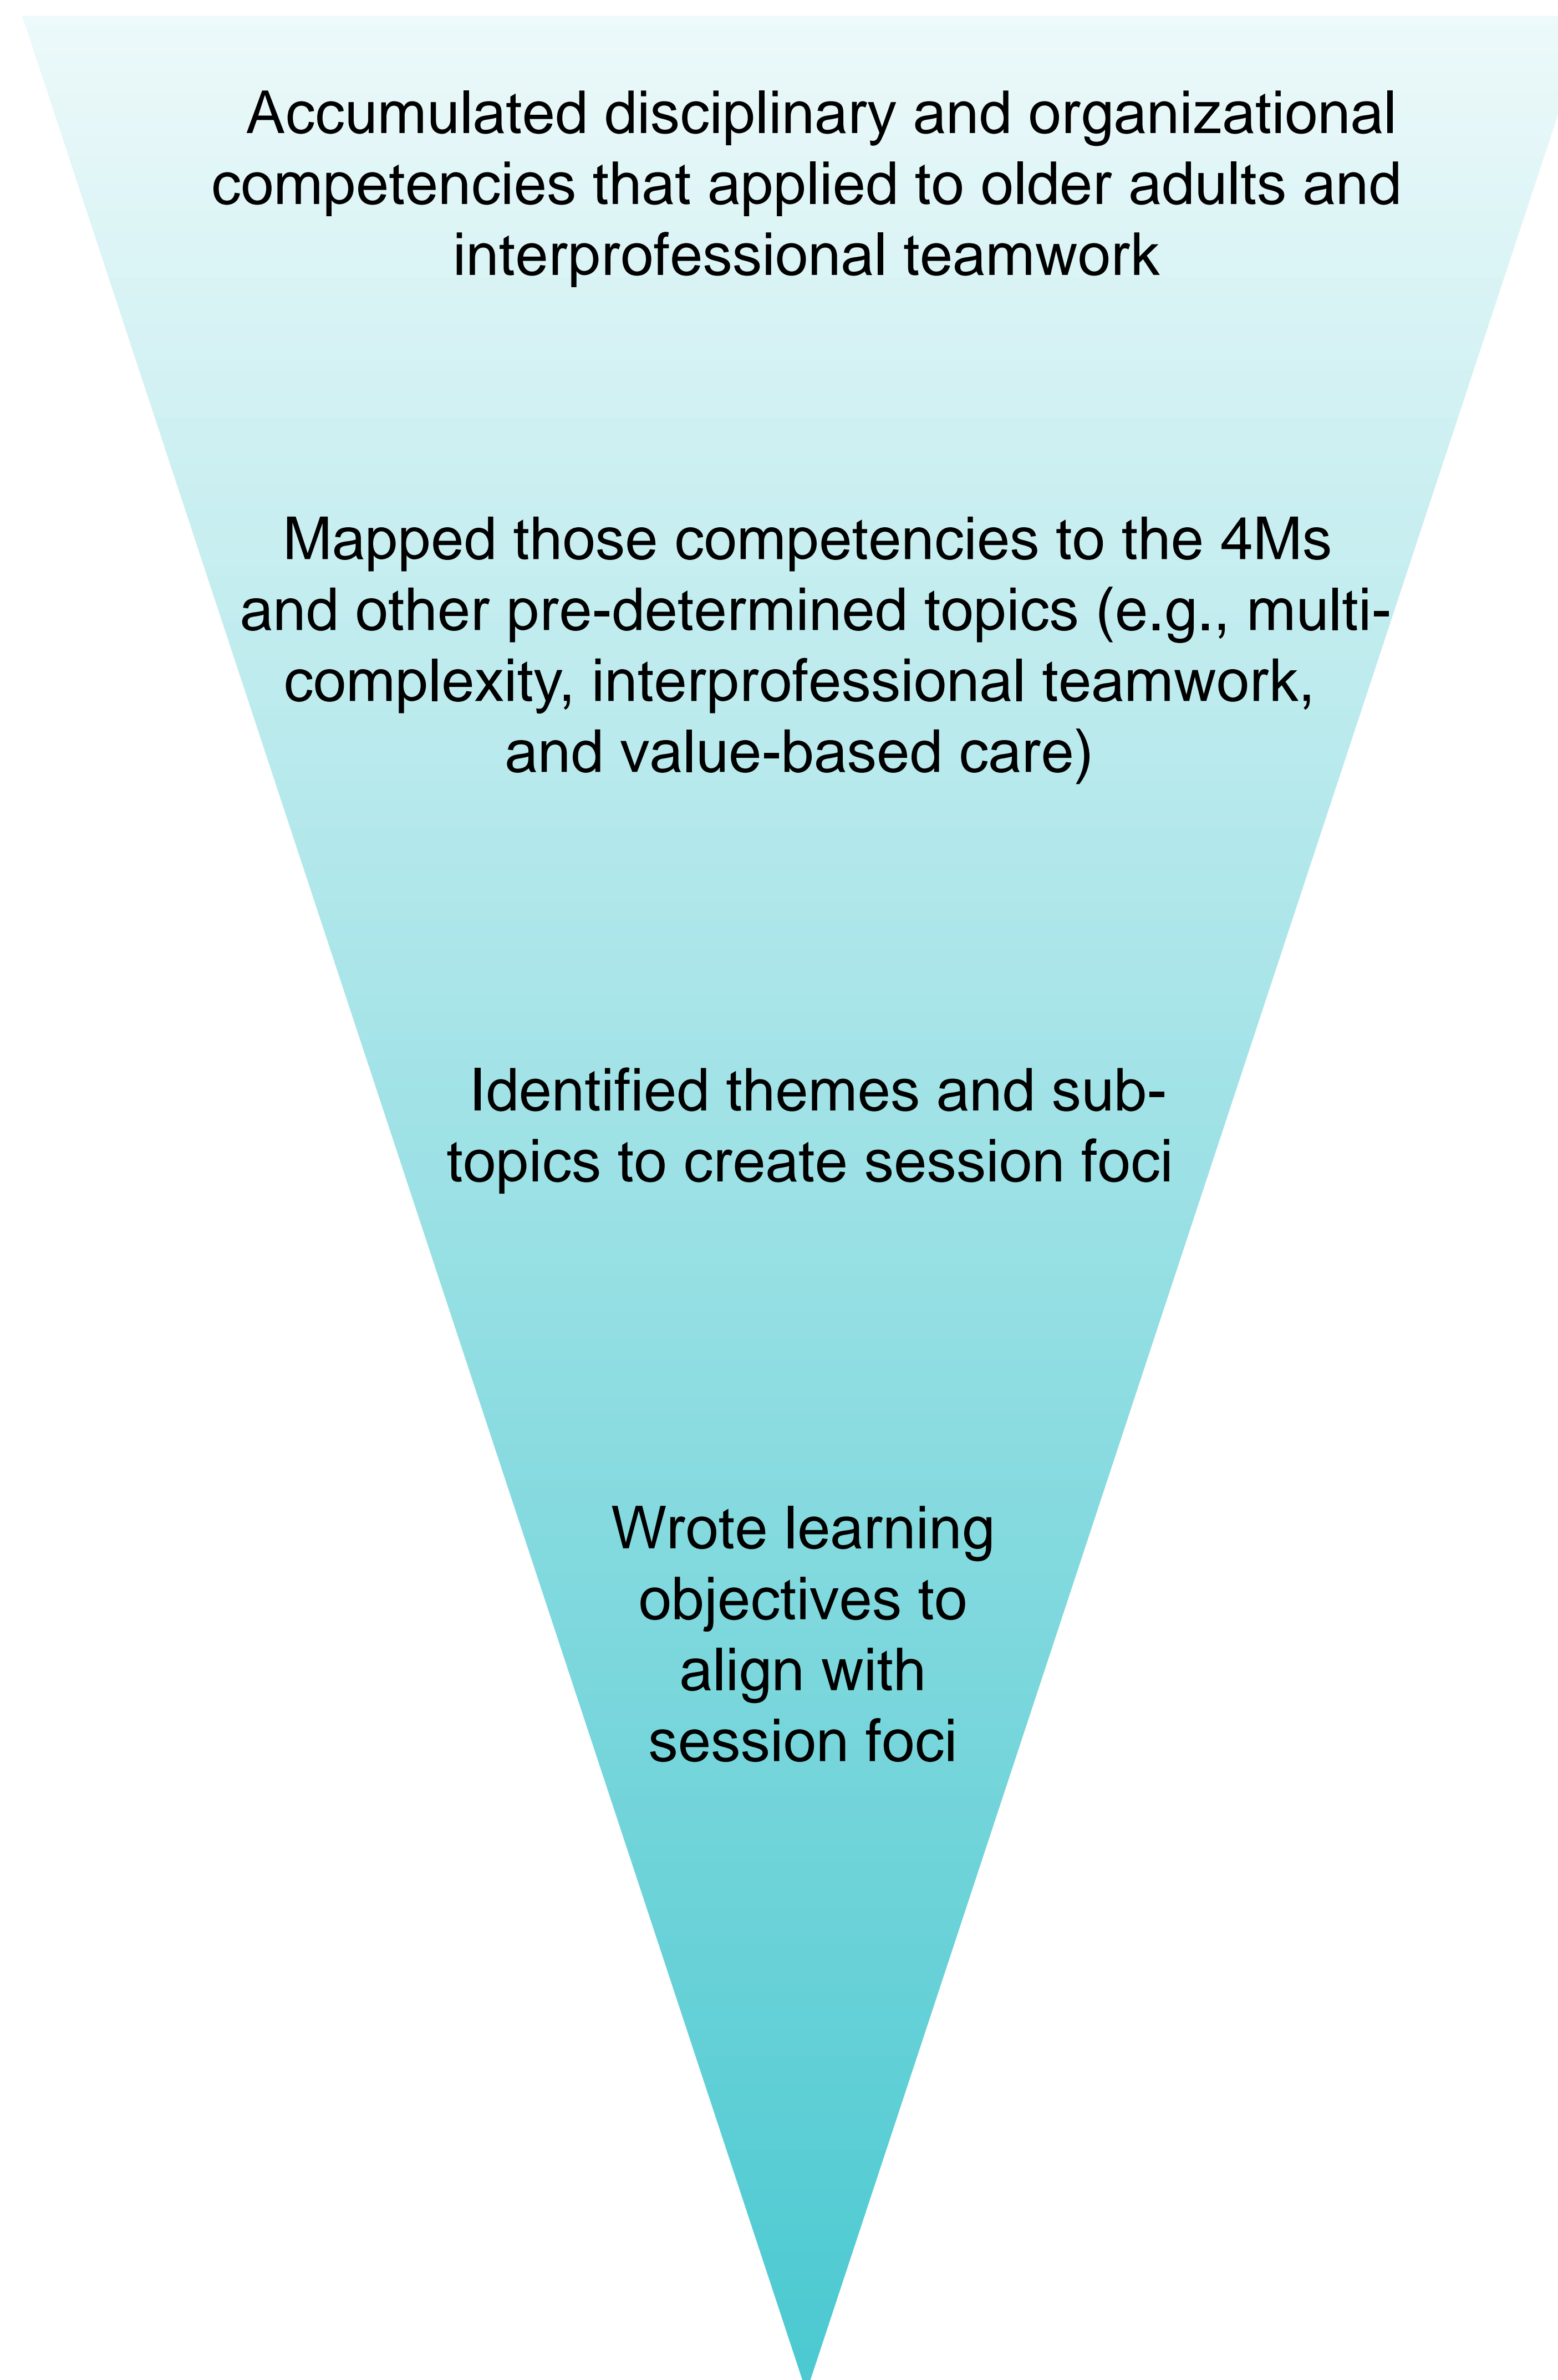 Accumulated disciplinary and organizational
competencies that applied to older adults and
interprofessional teamwork
Mapped those competencies to the 4Ms
and other pre-determined topics (e.g., multi-
complexity, interprofessional teamwork,
and value-based care)
Identified themes and sub-
topics to create session foci
Wrote learning
objectives to
align with
session foci